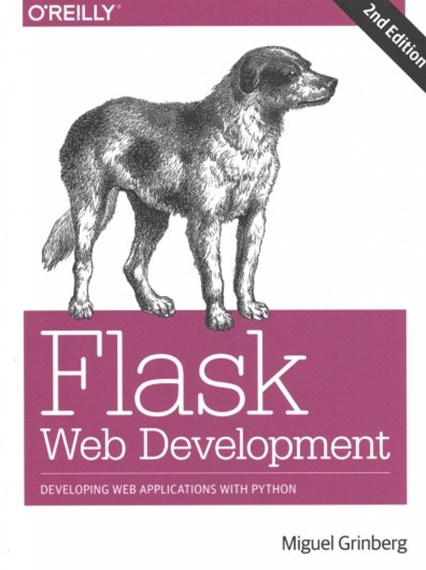 O'REILLY®
2nd Edition
Flask
Web Development
DEVELOPING WEB APPLICATIONS WITH PYTHON
Miguel Grinberg